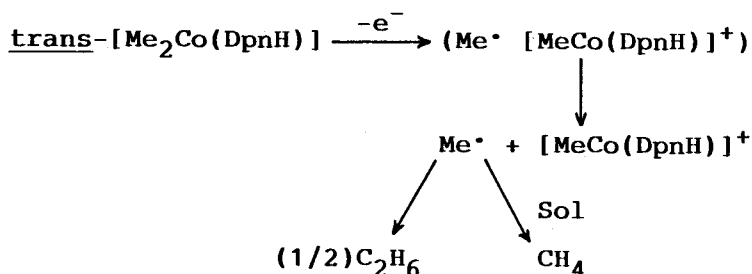 trans-[Me₂Co(DpnH)] -e⁻ (Me• [MeCo(DpnH)]⁺)
Me• + [MeCo(DpnH)]⁺
Sol
(1/2)C₂H₆ CH₄